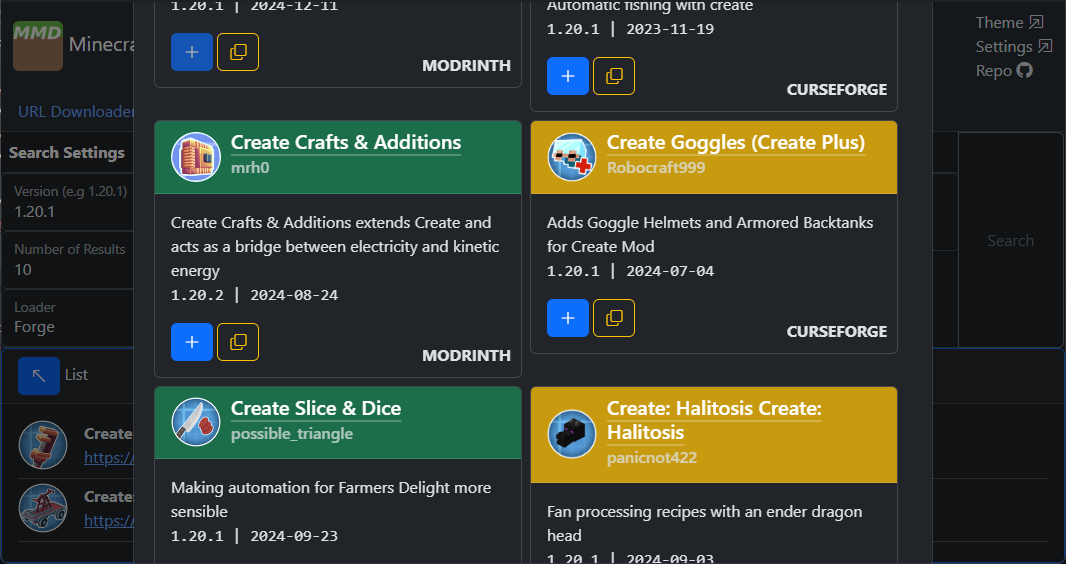 MMD
Minecra
URL Downloader
Search Settings
Version (e.g 1.20.1)
1.20.1
Number of Results
10
Loader
Forge
List
Create
https:/
Create:
https:/
1.20.1 | 2024-12-11
MODRINTH
Automatic fishing with create
1.20.1 | 2023-11-19
CURSEFORGE
Create Crafts & Additions
mrh0
Create Crafts & Additions extends Create and
acts as a bridge between electricity and kinetic
energy
1.20.2 | 2024-08-24
MODRINTH
Create Goggles (Create Plus)
Robocraft999
Adds Goggle Helmets and Armored Backtanks
for Create Mod
1.20.1 | 2024-07-04
CURSEFORGE
Create Slice & Dice
possible_triangle
Making automation for Farmers Delight more
sensible
1.20.1 | 2024-09-23
Create: Halitosis Create:
Halitosis
panicnot422
Fan processing recipes with an ender dragon
head
1.20.1 | 2024-09-03
Theme
Settings
Repo
Search